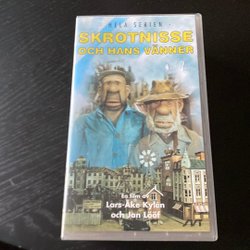 HELA SERIEN
SKROTNISSE
OCH HANS VÄNNER
En film av
Lars-Åke Kylén
och Jan Lööf